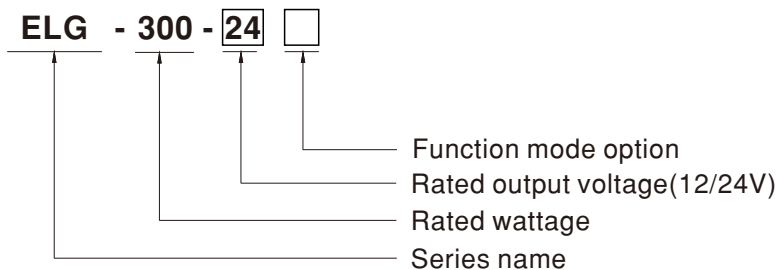 ELG - 300 - 24
Function mode option
Rated output voltage(12/24V)
Rated wattage
Series name